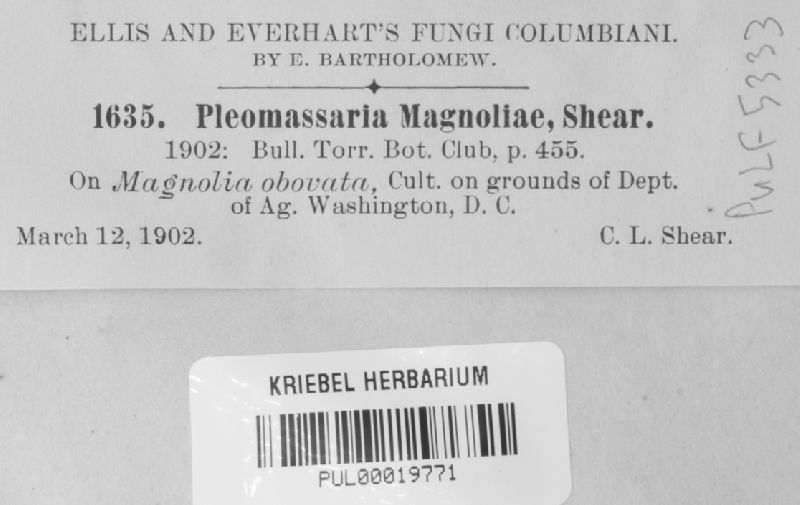 ELLIS AND EVERHART'S FUNGI COLUMBIANI.
BY E. BARTHOLOMEW.
1635. Pleomassaria Magnoliae, Shear.
1902: Bull. Torr. Bot. Club, p. 455.
On Magnolia obovata, Cult. on grounds of Dept.
of Ag. Washington, D. C.
March 12, 1902. C. L. Shear.
PULF 5333
KRIEBEL HERBARIUM
PUL00019771